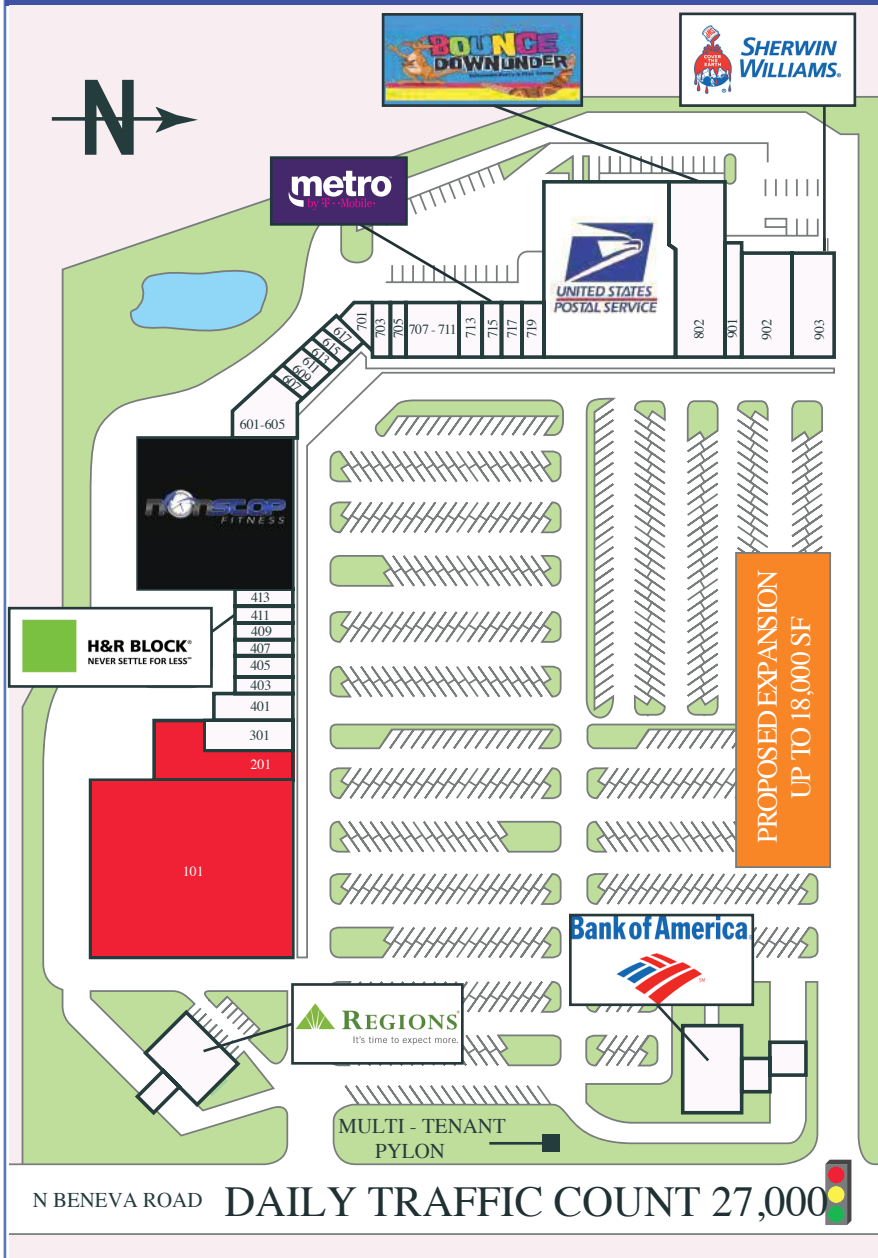 BOUNCE
DOWNUNDER
COVER
THE
EARTH
SHERWIN
WILLIAMS.
N
metro
by T-Mobile
UNITED STATES
POSTAL SERVICE
802
901
902
903
701
703
705
707 - 711
713
715
717
719
617
615
613
611
609
607
601-605
nonstop
FITNESS
413
411
409
407
405
403
401
301
201
101
H&R BLOCK®
NEVER SETTLE FOR LESS℠
PROPOSED EXPANSION
UP TO 18,000 SF
Bank of America
REGIONS
It's time to expect more.
MULTI - TENANT
PYLON
N BENEVA ROAD
DAILY TRAFFIC COUNT 27,000